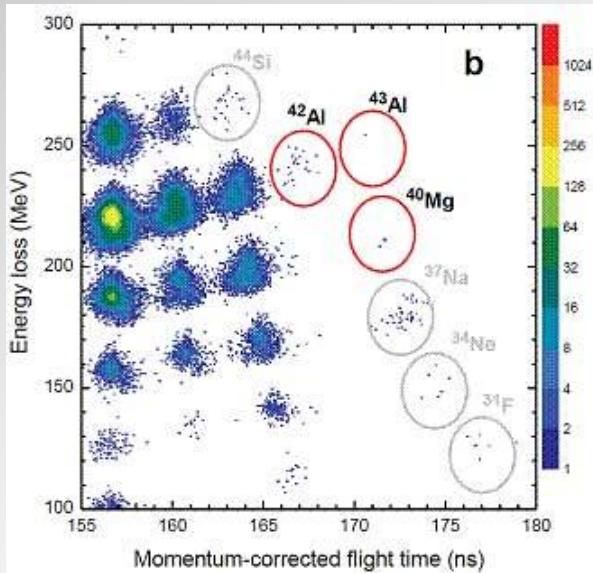 b
⁴⁴Si
⁴²Al
⁴³Al
⁴⁰Mg
³⁷Na
³⁴Ne
³¹F
Energy loss (MeV)
300
250
200
150
100
155
160
165
170
175
180
Momentum-corrected flight time (ns)
1024
512
256
128
64
32
16
8
4
2
1